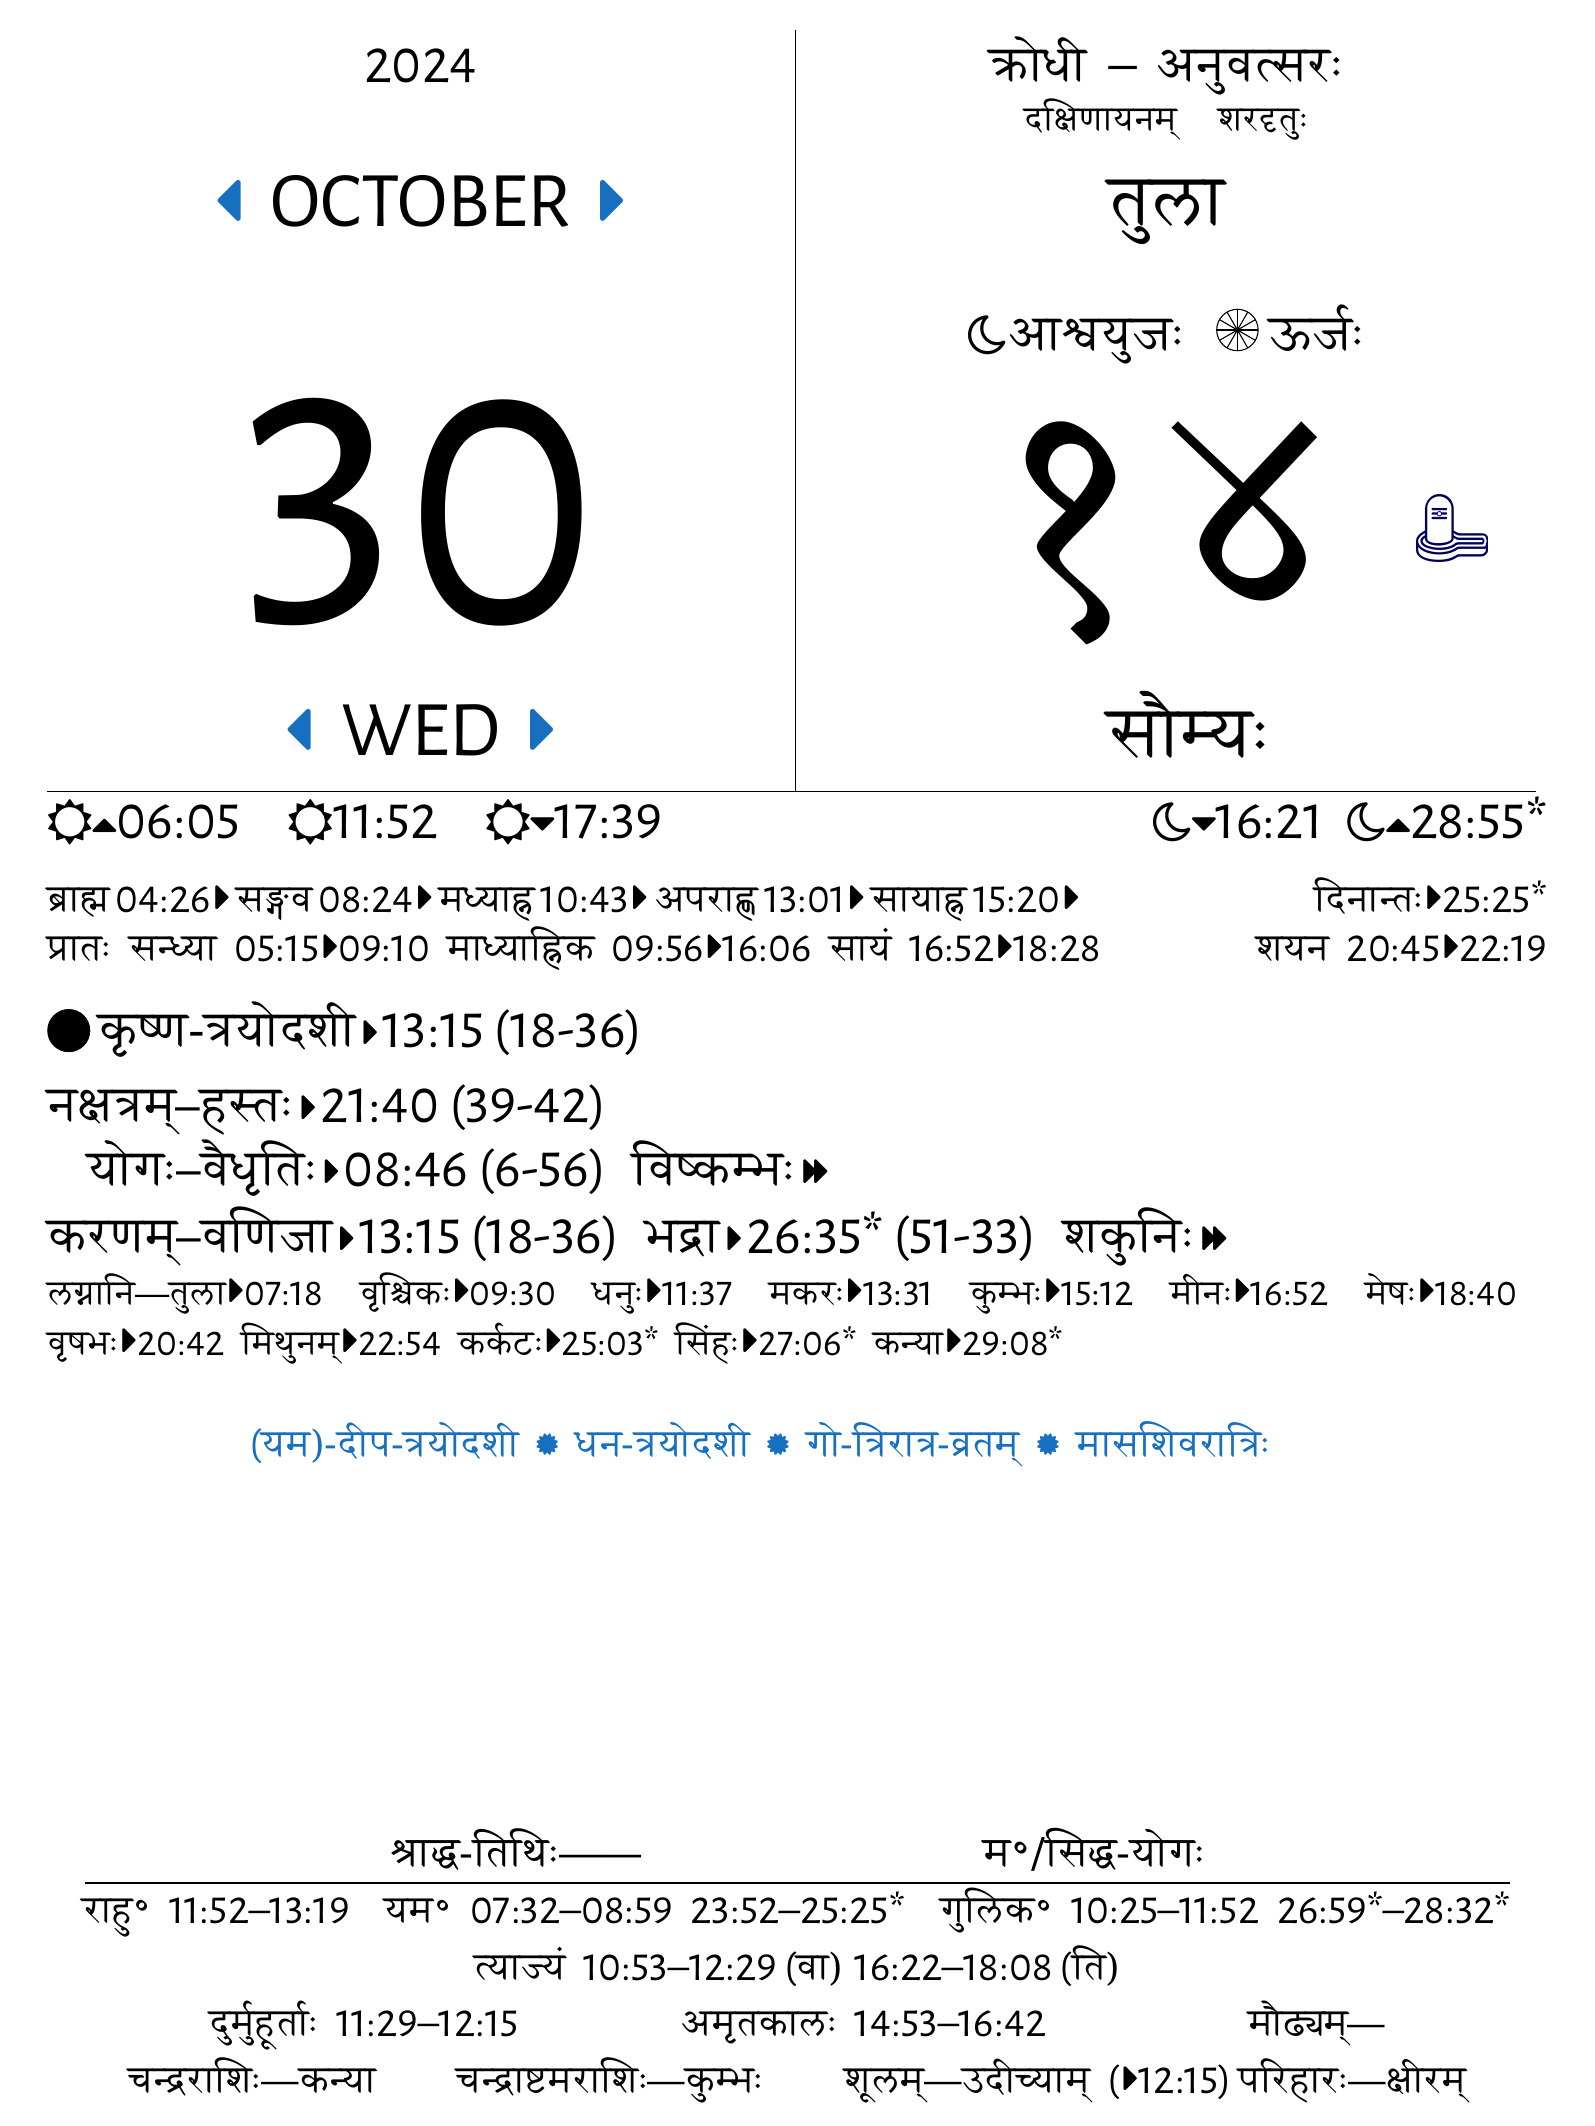 2024
OCTOBER
30
WED
क्रोधी – अनुवत्सरः
दक्षिणायनम् शरदृतुः
तुला
आश्वयुजः ऊर्जः
१४
सौम्यः
06:05 11:52 17:39 16:21 28:55*
ब्राह्म 04:26 सङ्गव 08:24 मध्याह्न 10:43 अपराह्ण 13:01 सायाह्न 15:20 दिनान्तः 25:25*
प्रातः सन्ध्या 05:15 09:10 माध्याह्निक 09:56 16:06 सायं 16:52 18:28 शयन 20:45 22:19
कृष्ण-त्रयोदशी 13:15 (18-36)
नक्षत्रम्–हस्तः 21:40 (39-42)
योगः–वैधृतिः 08:46 (6-56) विष्कम्भः
करणम्–वणिजा 13:15 (18-36) भद्रा 26:35* (51-33) शकुनिः
लग्नानि—तुला 07:18 वृश्चिकः 09:30 धनुः 11:37 मकरः 13:31 कुम्भः 15:12 मीनः 16:52 मेषः 18:40
वृषभः 20:42 मिथुनम् 22:54 कर्कटः 25:03* सिंहः 27:06* कन्या 29:08*
(यम)-दीप-त्रयोदशी ✹ धन-त्रयोदशी ✹ गो-त्रिरात्र-व्रतम् ✹ मासशिवरात्रिः
श्राद्ध-तिथिः—— म॰/सिद्ध-योगः
राहु॰ 11:52–13:19 यम॰ 07:32–08:59 23:52–25:25* गुलिक॰ 10:25–11:52 26:59*–28:32*
त्याज्यं 10:53–12:29 (वा) 16:22–18:08 (ति)
दुर्मुहूर्ताः 11:29–12:15 अमृतकालः 14:53–16:42 मौढ्यम्—
चन्द्रराशिः—कन्या चन्द्राष्टमराशिः—कुम्भः शूलम्—उदीच्याम् (12:15) परिहारः—क्षीरम्